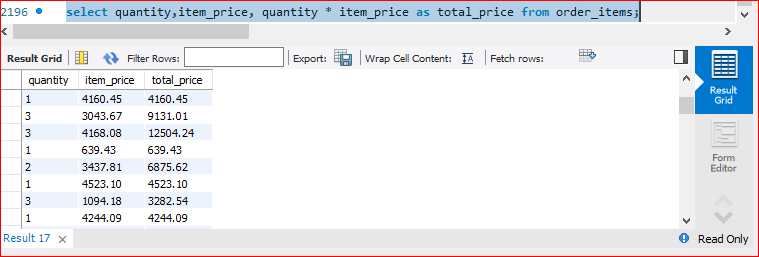 2196 select quantity,item_price, quantity * item_price as total_price from order_items;
Result Grid Filter Rows: Export: Wrap Cell Content: IA Fetch rows:
quantity item_price total_price
1 4160.45 4160.45
3 3043.67 9131.01
3 4168.08 12504.24
1 639.43 639.43
2 3437.81 6875.62
1 4523.10 4523.10
3 1094.18 3282.54
1 4244.09 4244.09
Result
Grid
Form
Editor
Result 17 × Read Only